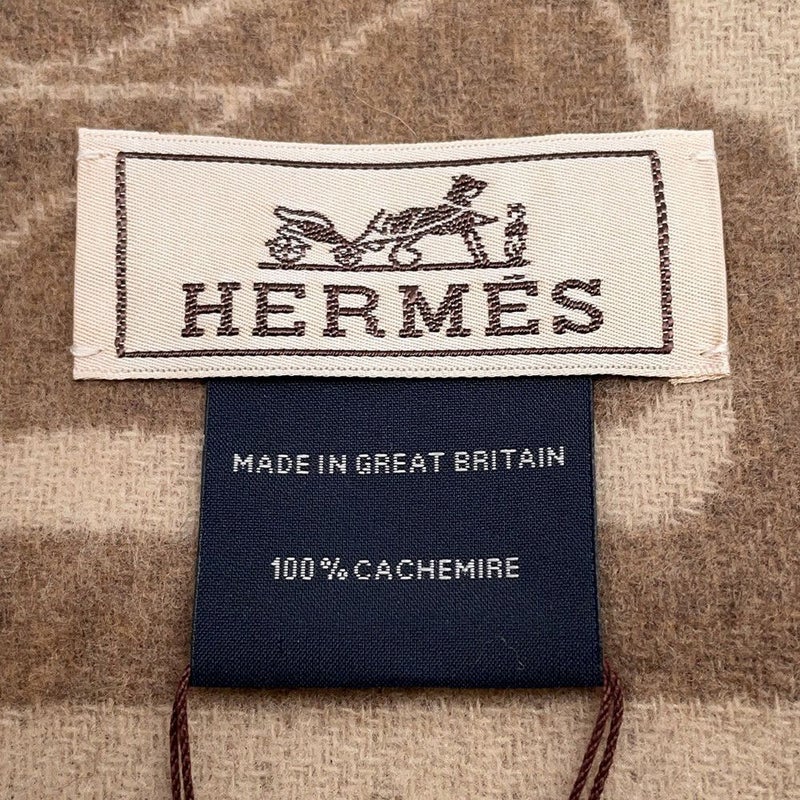 HERMÈS
MADE IN GREAT BRITAIN
100% CACHEMIRE